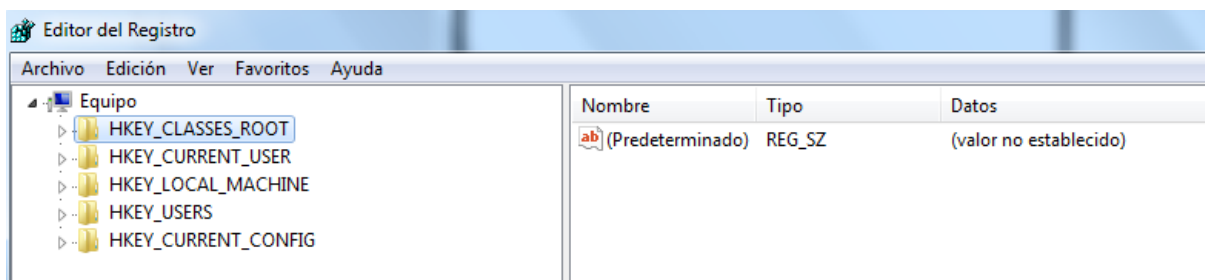 Editor del Registro
Archivo Edición Ver Favoritos Ayuda
Equipo
HKEY_CLASSES_ROOT
HKEY_CURRENT_USER
HKEY_LOCAL_MACHINE
HKEY_USERS
HKEY_CURRENT_CONFIG
Nombre Tipo Datos
ab (Predeterminado) REG_SZ (valor no establecido)